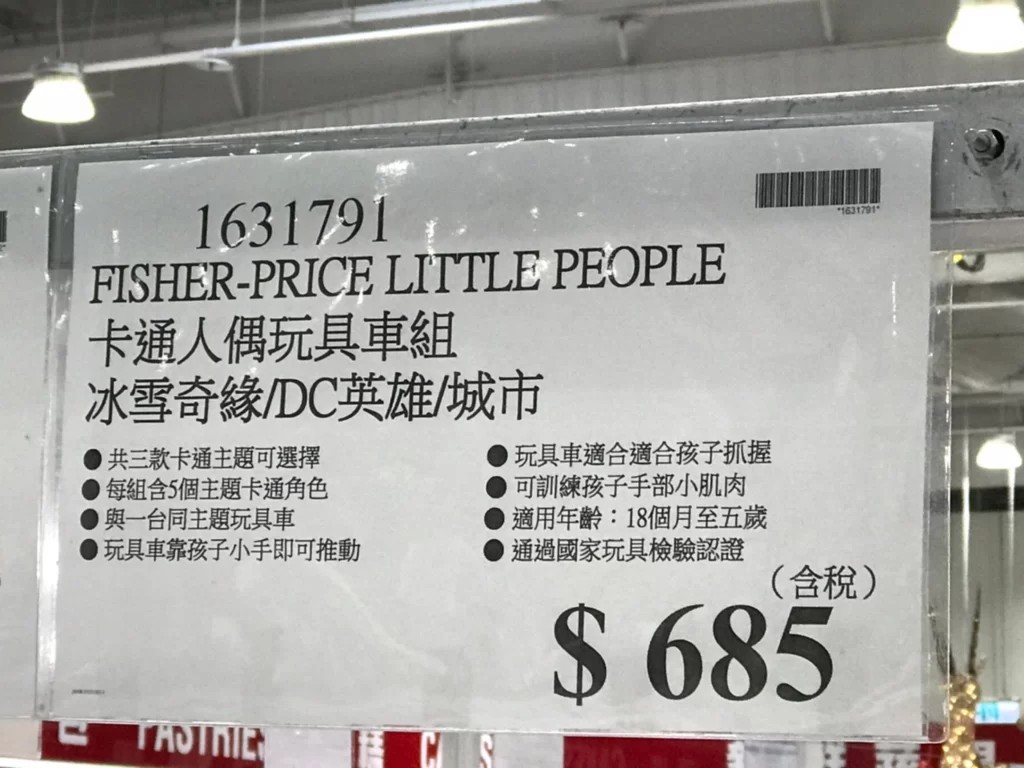 1631791
*1631791*
FISHER-PRICE LITTLE PEOPLE
卡通人偶玩具車組
冰雪奇緣/DC英雄/城市
● 共三款卡通主題可選擇
● 每組含5個主題卡通角色
● 與一台同主題玩具車
● 玩具車靠孩子小手即可推動
● 玩具車適合適合孩子抓握
● 可訓練孩子手部小肌肉
● 適用年齡：18個月至五歲
● 通過國家玩具檢驗認證
（含稅）
$ 685
PASTRIES